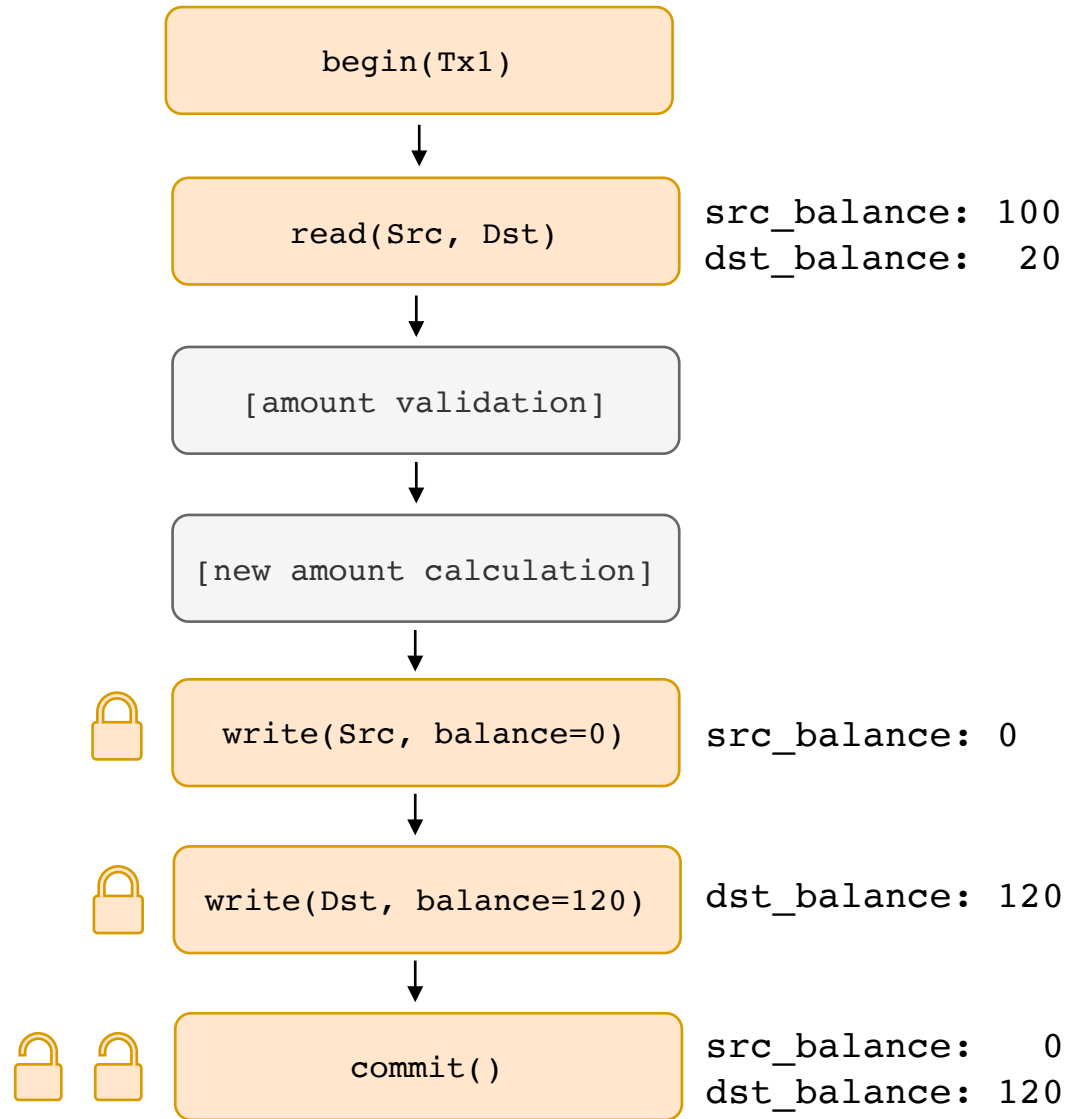 begin(Tx1)
read(Src, Dst)
src_balance: 100
dst_balance:  20
[amount validation]
[new amount calculation]
write(Src, balance=0)
src_balance: 0
write(Dst, balance=120)
dst_balance: 120
commit()
src_balance:   0
dst_balance: 120